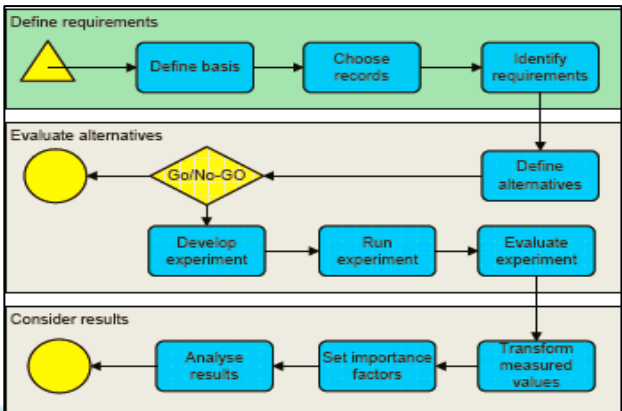 Define requirements
Define basis
Choose
records
Identify
requirements
Evaluate alternatives
Go/No-GO
Define
alternatives
Develop
experiment
Run
experiment
Evaluate
experiment
Consider results
Analyse
results
Set importance
factors
Transform
measured
values